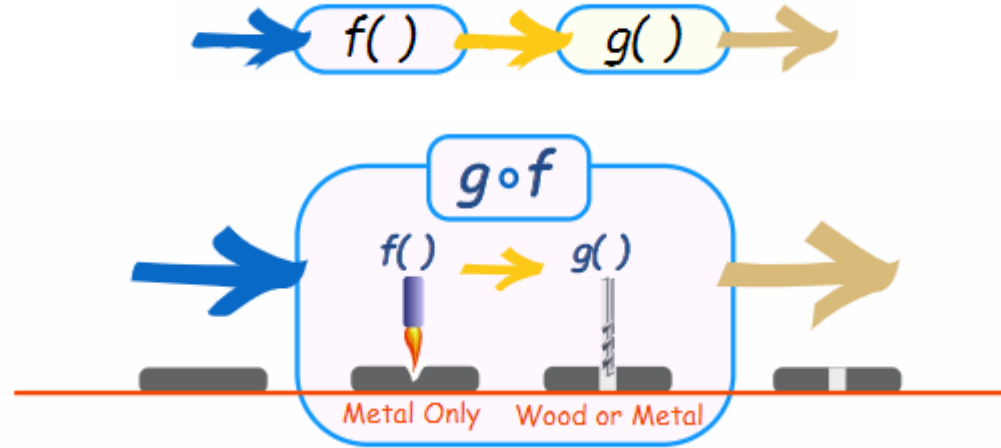 f( ) g( )
g∘f
f( ) g( )
Metal Only Wood or Metal